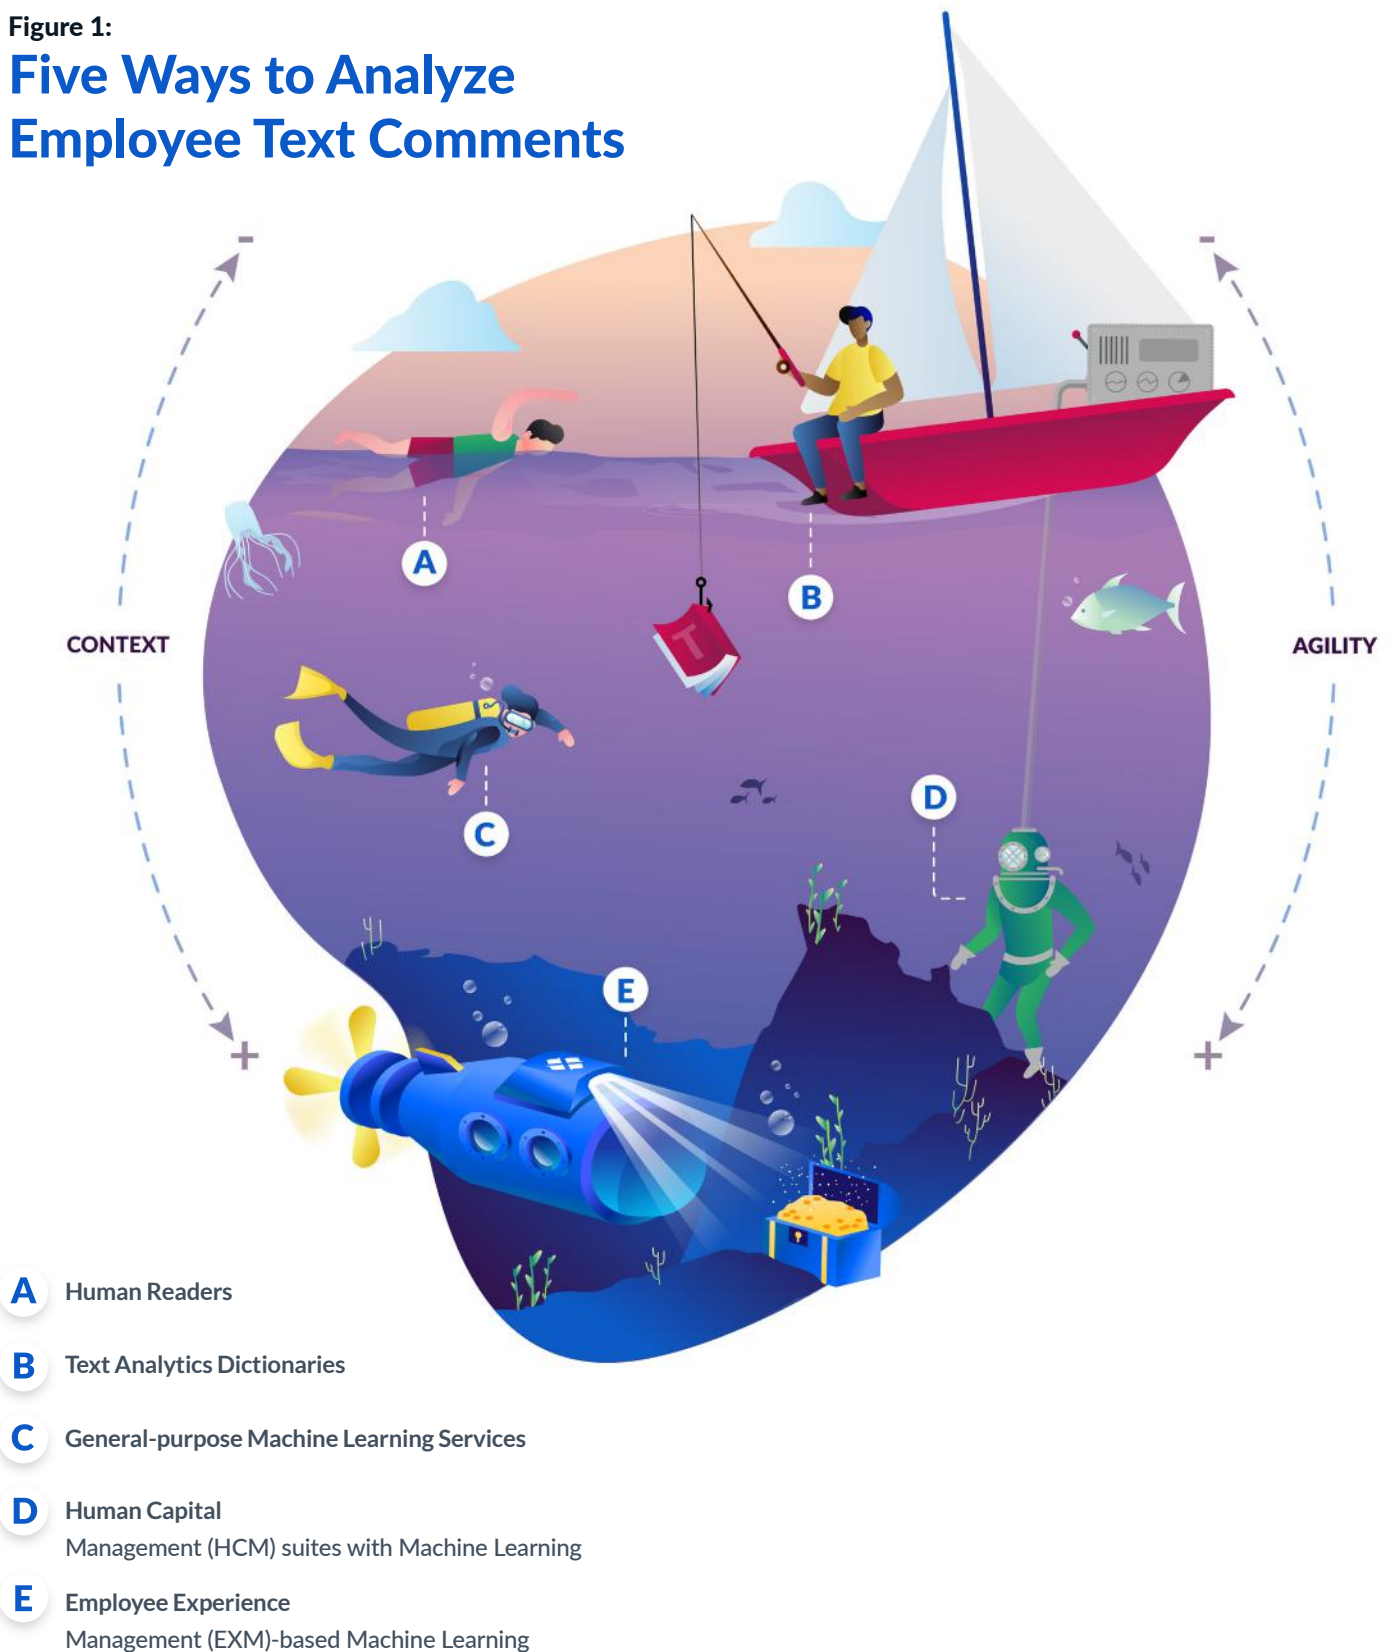 Figure 1:
Five Ways to Analyze
Employee Text Comments
-
-
CONTEXT
AGILITY
+
+
A
B
T
C
D
E
A Human Readers
B Text Analytics Dictionaries
C General-purpose Machine Learning Services
D Human Capital
Management (HCM) suites with Machine Learning
E Employee Experience
Management (EXM)-based Machine Learning